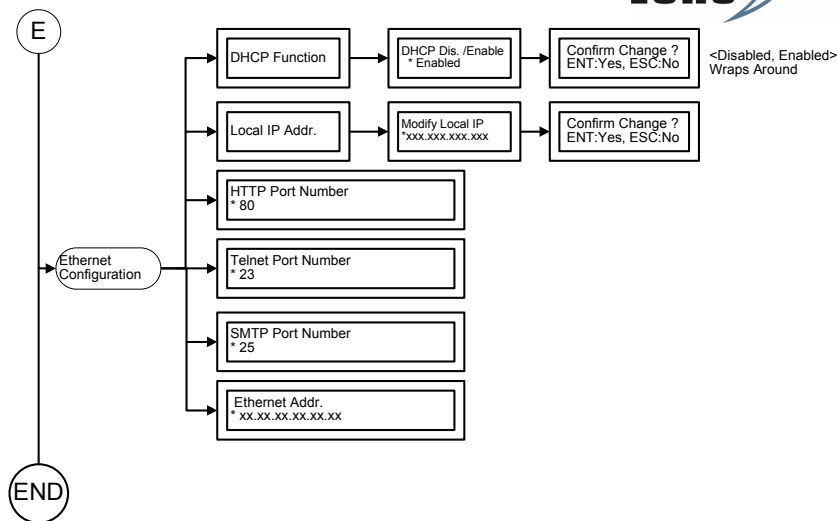 E
DHCP Function
DHCP Dis. /Enable
* Enabled
Confirm Change ?
ENT:Yes, ESC:No
<Disabled, Enabled>
Wraps Around
Local IP Addr.
Modify Local IP
*xxx.xxx.xxx.xxx
Confirm Change ?
ENT:Yes, ESC:No
HTTP Port Number
* 80
Ethernet
Configuration
Telnet Port Number
* 23
SMTP Port Number
* 25
Ethernet Addr.
* xx.xx.xx.xx.xx.xx
END